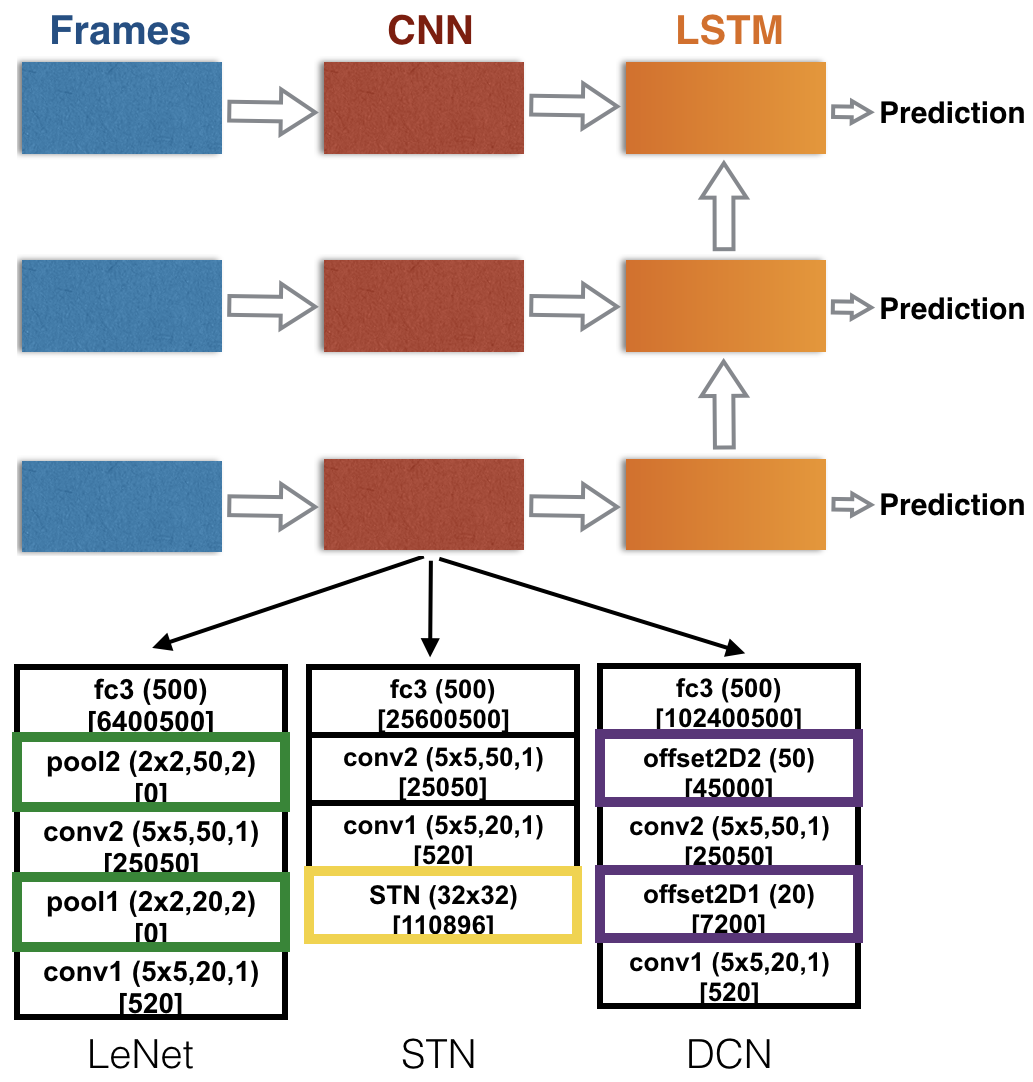 Frames
CNN
LSTM
Prediction
Prediction
Prediction
fc3 (500)
[6400500]
pool2 (2x2,50,2)
[0]
conv2 (5x5,50,1)
[25050]
pool1 (2x2,20,2)
[0]
conv1 (5x5,20,1)
[520]
LeNet
fc3 (500)
[25600500]
conv2 (5x5,50,1)
[25050]
conv1 (5x5,20,1)
[520]
STN (32x32)
[110896]
STN
fc3 (500)
[102400500]
offset2D2 (50)
[45000]
conv2 (5x5,50,1)
[25050]
offset2D1 (20)
[7200]
conv1 (5x5,20,1)
[520]
DCN